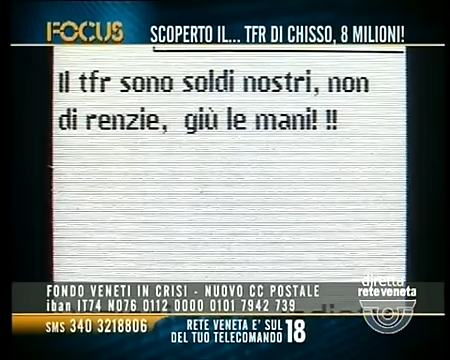 FOCUS
SCOPERTO IL... TFR DI CHISSO, 8 MILIONI!
Il tfr sono soldi nostri, non
di renzie, giù le mani! !!
FONDO VENETI IN CRISI - NUOVO CC POSTALE
iban IT74 N076 0112 0000 0101 7942 739
diretta
reteveneta
SMS 340 3218806
RETE VENETA E' SUL
DEL TUO TELECOMANDO 18